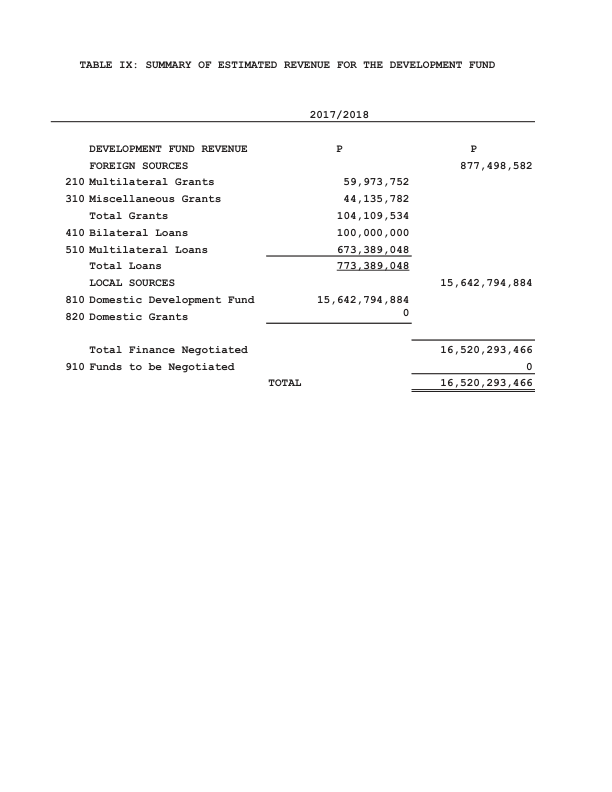 TABLE IX: SUMMARY OF ESTIMATED REVENUE FOR THE DEVELOPMENT FUND
2017/2018
DEVELOPMENT FUND REVENUE P P
FOREIGN SOURCES 877,498,582
210 Multilateral Grants 59,973,752
310 Miscellaneous Grants 44,135,782
Total Grants 104,109,534
410 Bilateral Loans 100,000,000
510 Multilateral Loans 673,389,048
Total Loans 773,389,048
LOCAL SOURCES 15,642,794,884
810 Domestic Development Fund 15,642,794,884
820 Domestic Grants 0
Total Finance Negotiated 16,520,293,466
910 Funds to be Negotiated 0
TOTAL 16,520,293,466